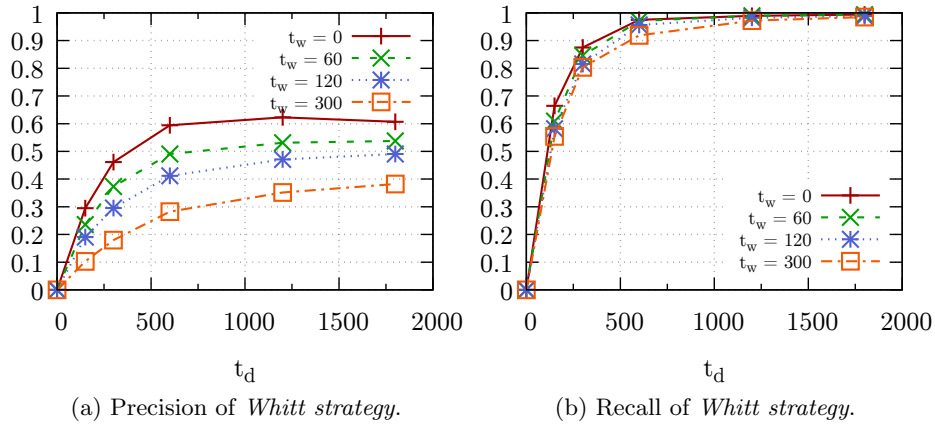 1
0.9
0.8
0.7
0.6
0.5
0.4
0.3
0.2
0.1
0
t_w = 0
t_w = 60
t_w = 120
t_w = 300
0 500 1000 1500 2000
t_d
(a) Precision of Whitt strategy.
1
0.9
0.8
0.7
0.6
0.5
0.4
0.3
0.2
0.1
0
t_w = 0
t_w = 60
t_w = 120
t_w = 300
0 500 1000 1500 2000
t_d
(b) Recall of Whitt strategy.